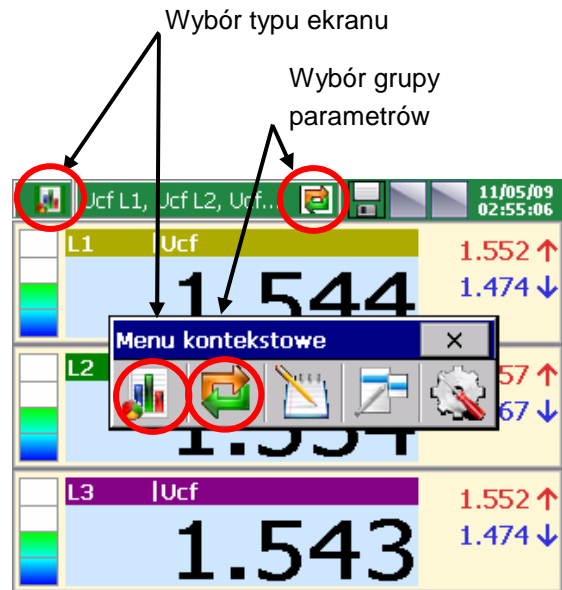 Wybór typu ekranu
Wybór grupy
parametrów
Ucf L1, Ucf L2, Ucf...
11/05/09
02:55:06
L1 |Ucf
1.544
1.552 ↑
1.474 ↓
Menu kontekstowe ×
L2
57 ↑
67 ↓
L3 |Ucf
1.543
1.552 ↑
1.474 ↓